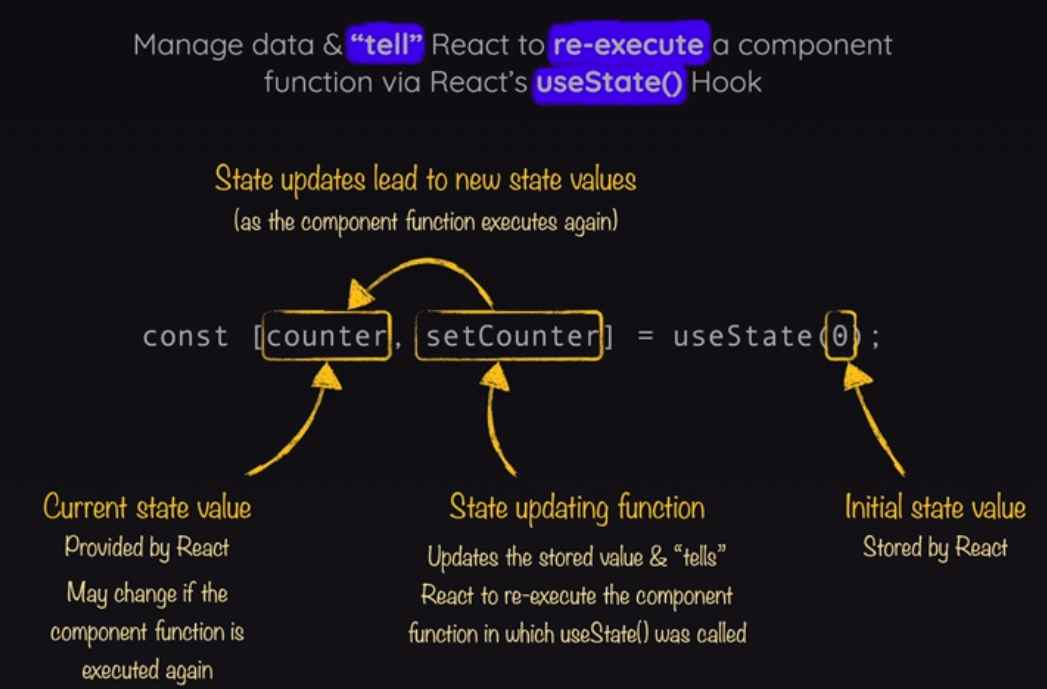 Manage data & “tell” React to re-execute a component
function via React’s useState() Hook
State updates lead to new state values
(as the component function executes again)
const [counter, setCounter] = useState(0);
Current state value
Provided by React
May change if the
component function is
executed again
State updating function
Updates the stored value & “tells”
React to re-execute the component
function in which useState() was called
Initial state value
Stored by React